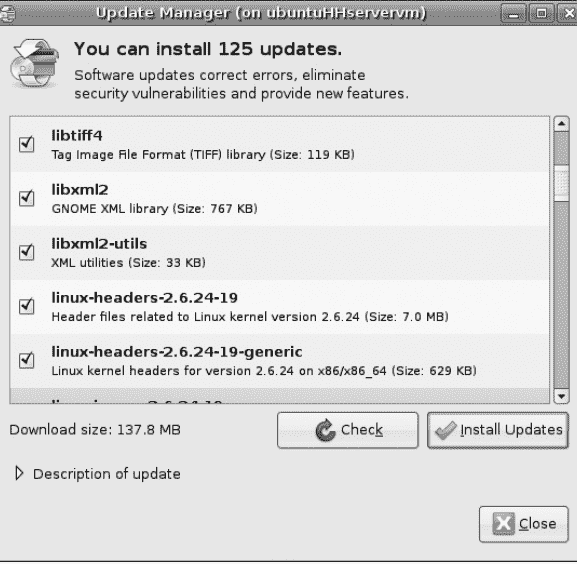 Update Manager (on ubuntuHHservervm)
You can install 125 updates.
Software updates correct errors, eliminate
security vulnerabilities and provide new features.
libtiff4
Tag Image File Format (TIFF) library (Size: 119 KB)
libxml2
GNOME XML library (Size: 767 KB)
libxml2-utils
XML utilities (Size: 33 KB)
linux-headers-2.6.24-19
Header files related to Linux kernel version 2.6.24 (Size: 7.0 MB)
linux-headers-2.6.24-19-generic
Linux kernel headers for version 2.6.24 on x86/x86_64 (Size: 629 KB)
Download size: 137.8 MB
Check
Install Updates
Description of update
Close